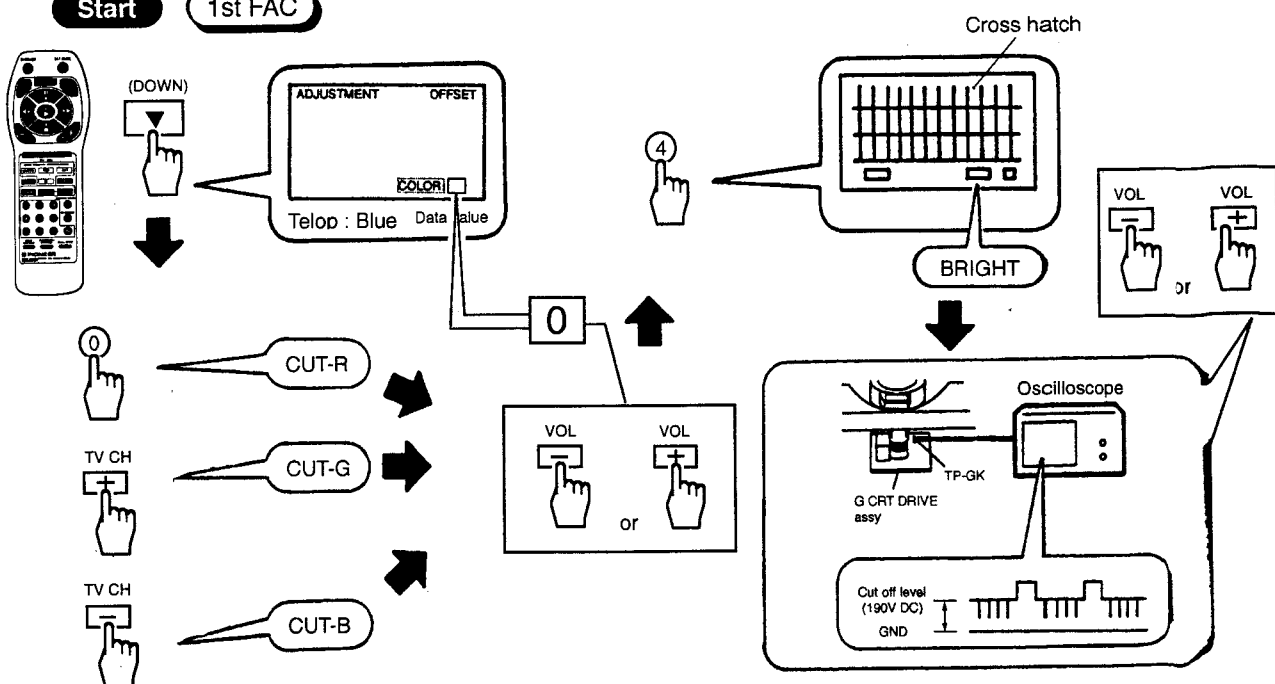 Start
1st FAC
(DOWN)
▼
ADJUSTMENT OFFSET
COLOR
Telop : Blue Data
0
CUT-R
TV CH
+
CUT-G
TV CH
−
CUT-B
0
VOL VOL
− +
or
4
Cross hatch
BRIGHT
VOL VOL
− +
or
Oscilloscope
TP-GK
G CRT DRIVE
assy
Cut off level
(190V DC)
GND